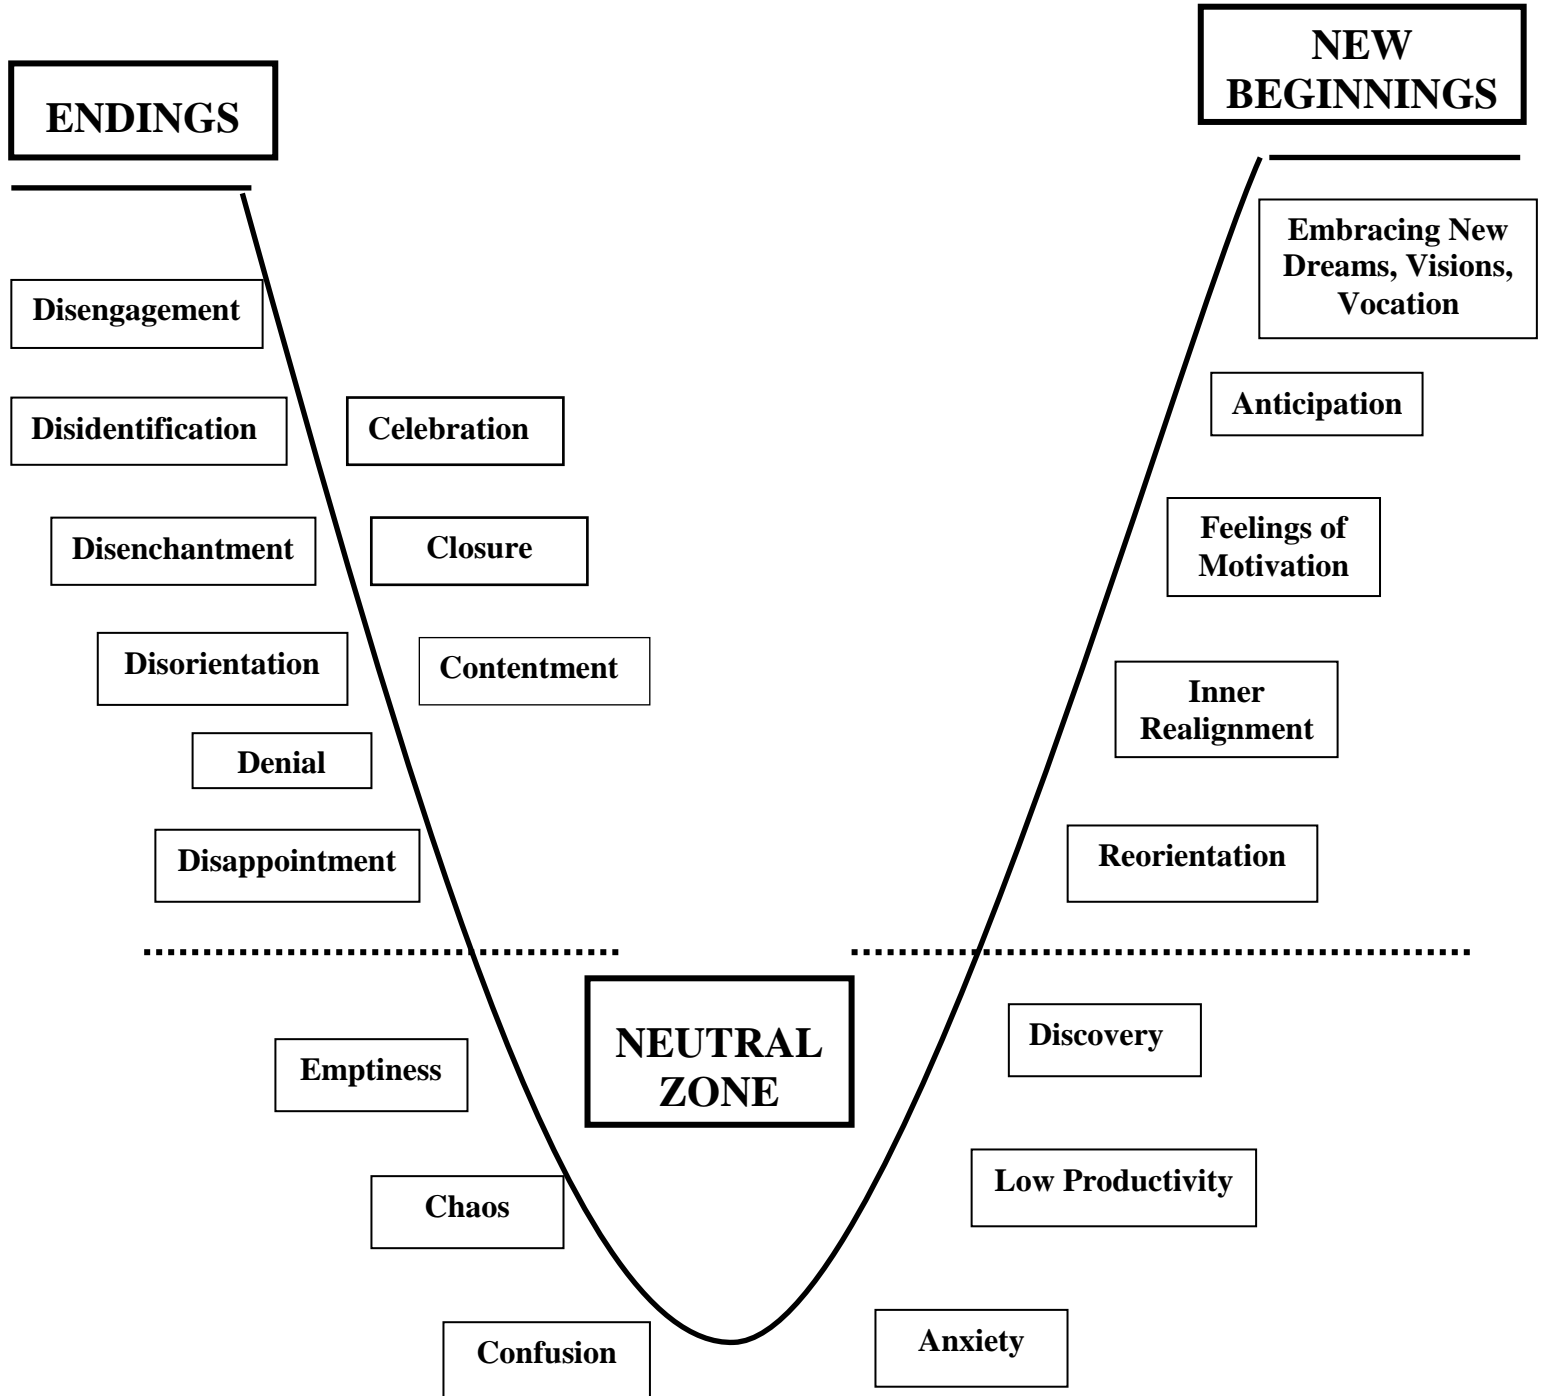 NEW
BEGINNINGS
ENDINGS
Embracing New
Dreams, Visions,
Vocation
Disengagement
Anticipation
Disidentification
Celebration
Feelings of
Motivation
Disenchantment
Closure
Disorientation
Contentment
Inner
Realignment
Denial
Disappointment
Reorientation
NEUTRAL
ZONE
Discovery
Emptiness
Low Productivity
Chaos
Anxiety
Confusion